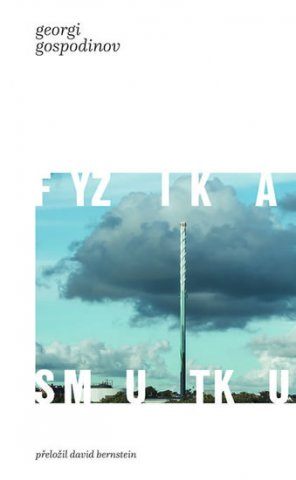 georgi
gospodinov
FYZIKA
SMUTKU
přeložil david bernstein